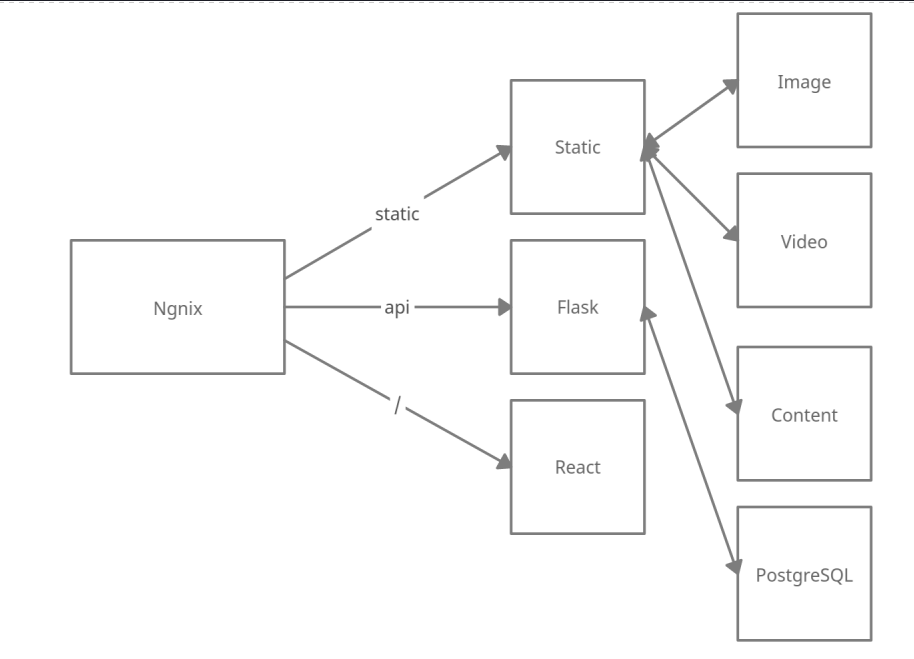 Image
Static
static
Video
Ngnix
api
Flask
/
Content
React
PostgreSQL